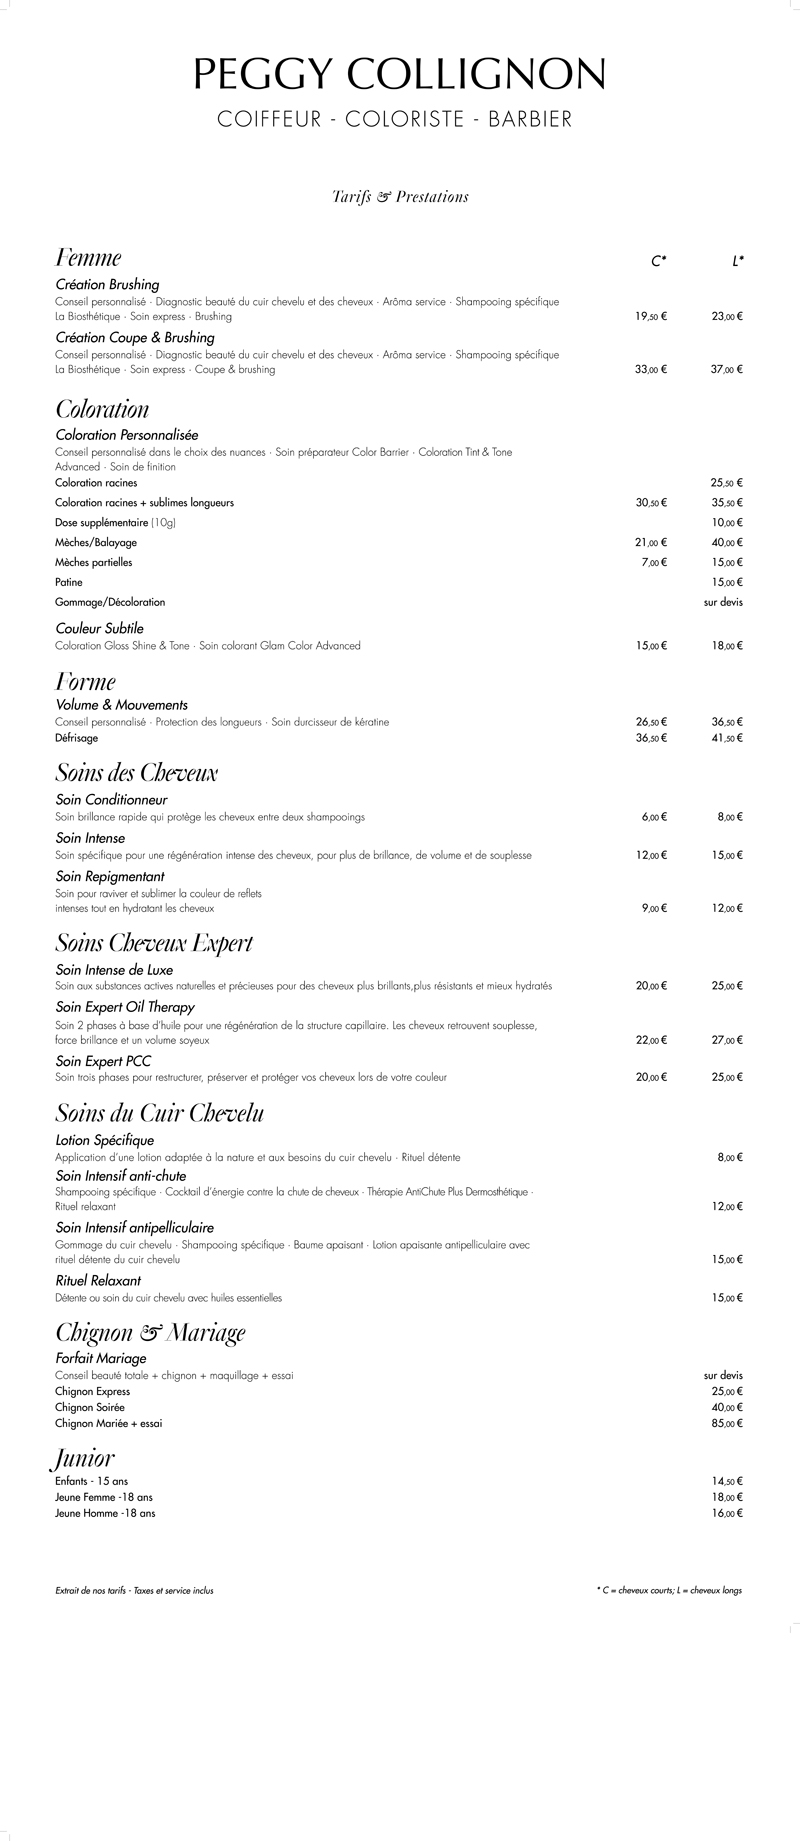 PEGGY COLLIGNON
COIFFEUR - COLORISTE - BARBIER
Tarifs & Prestations
Femme C* L*
Création Brushing
Conseil personnalisé · Diagnostic beauté du cuir chevelu et des cheveux · Arôma service · Shampooing spécifique
La Biosthétique · Soin express · Brushing 19,50 € 23,00 €
Création Coupe & Brushing
Conseil personnalisé · Diagnostic beauté du cuir chevelu et des cheveux · Arôma service · Shampooing spécifique
La Biosthétique · Soin express · Coupe & brushing 33,00 € 37,00 €
Coloration
Coloration Personnalisée
Conseil personnalisé dans le choix des nuances · Soin préparateur Color Barrier · Coloration Tint & Tone
Advanced · Soin de finition
Coloration racines 25,50 €
Coloration racines + sublimes longueurs 30,50 € 35,50 €
Dose supplémentaire (10g) 10,00 €
Mèches/Balayage 21,00 € 40,00 €
Mèches partielles 7,00 € 15,00 €
Patine 15,00 €
Gommage/Décoloration sur devis
Couleur Subtile
Coloration Gloss Shine & Tone · Soin colorant Glam Color Advanced 15,00 € 18,00 €
Forme
Volume & Mouvements
Conseil personnalisé · Protection des longueurs · Soin durcisseur de kératine 26,50 € 36,50 €
Défrisage 36,50 € 41,50 €
Soins des Cheveux
Soin Conditionneur
Soin brillance rapide qui protège les cheveux entre deux shampooings 6,00 € 8,00 €
Soin Intense
Soin spécifique pour une régénération intense des cheveux, pour plus de brillance, de volume et de souplesse 12,00 € 15,00 €
Soin Repigmentant
Soin pour raviver et sublimer la couleur de reflets
intenses tout en hydratant les cheveux 9,00 € 12,00 €
Soins Cheveux Expert
Soin Intense de Luxe
Soin aux substances actives naturelles et précieuses pour des cheveux plus brillants,plus résistants et mieux hydratés 20,00 € 25,00 €
Soin Expert Oil Therapy
Soin 2 phases à base d'huile pour une régénération de la structure capillaire. Les cheveux retrouvent souplesse,
force brillance et un volume soyeux 22,00 € 27,00 €
Soin Expert PCC
Soin trois phases pour restructurer, préserver et protéger vos cheveux lors de votre couleur 20,00 € 25,00 €
Soins du Cuir Chevelu
Lotion Spécifique
Application d'une lotion adaptée à la nature et aux besoins du cuir chevelu · Rituel détente 8,00 €
Soin Intensif anti-chute
Shampooing spécifique · Cocktail d'énergie contre la chute de cheveux · Thérapie AntiChute Plus Dermosthétique ·
Rituel relaxant 12,00 €
Soin Intensif antipelliculaire
Gommage du cuir chevelu · Shampooing spécifique · Baume apaisant · Lotion apaisante antipelliculaire avec
rituel détente du cuir chevelu 15,00 €
Rituel Relaxant
Détente ou soin du cuir chevelu avec huiles essentielles 15,00 €
Chignon & Mariage
Forfait Mariage
Conseil beauté totale + chignon + maquillage + essai sur devis
Chignon Express 25,00 €
Chignon Soirée 40,00 €
Chignon Mariée + essai 85,00 €
Junior
Enfants - 15 ans 14,50 €
Jeune Femme -18 ans 18,00 €
Jeune Homme -18 ans 16,00 €
Extrait de nos tarifs - Taxes et service inclus * C = cheveux courts; L = cheveux longs